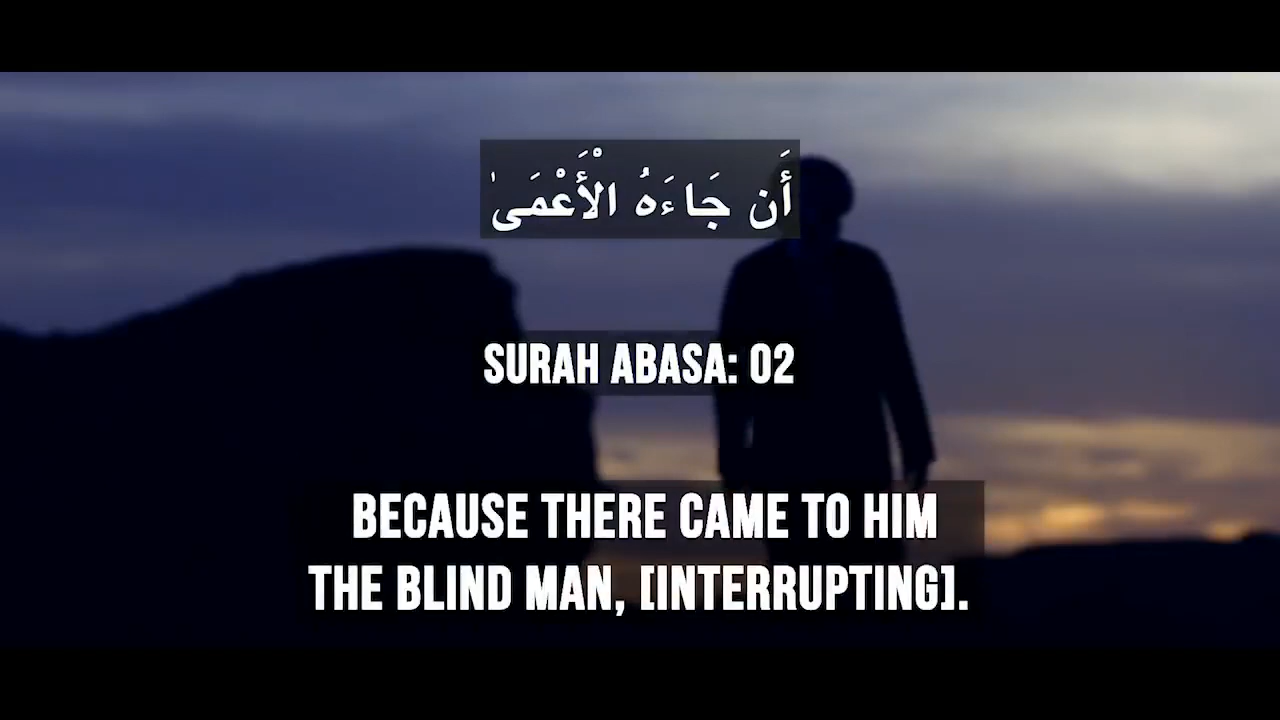 أَن جَاءَهُ الْأَعْمَىٰ
SURAH ABASA: 02
BECAUSE THERE CAME TO HIM
THE BLIND MAN, [INTERRUPTING].